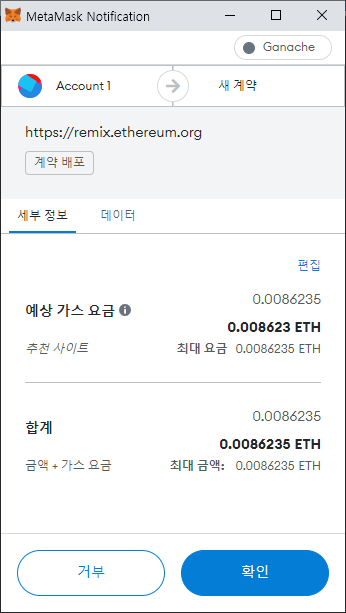 MetaMask Notification
Ganache
Account 1
새 계약
https://remix.ethereum.org
계약 배포
세부 정보 데이터
편집
0.0086235
예상 가스 요금 0.008623 ETH
추천 사이트 최대 요금 0.0086235 ETH
0.0086235
합계 0.0086235 ETH
금액 + 가스 요금 최대 금액: 0.0086235 ETH
거부 확인